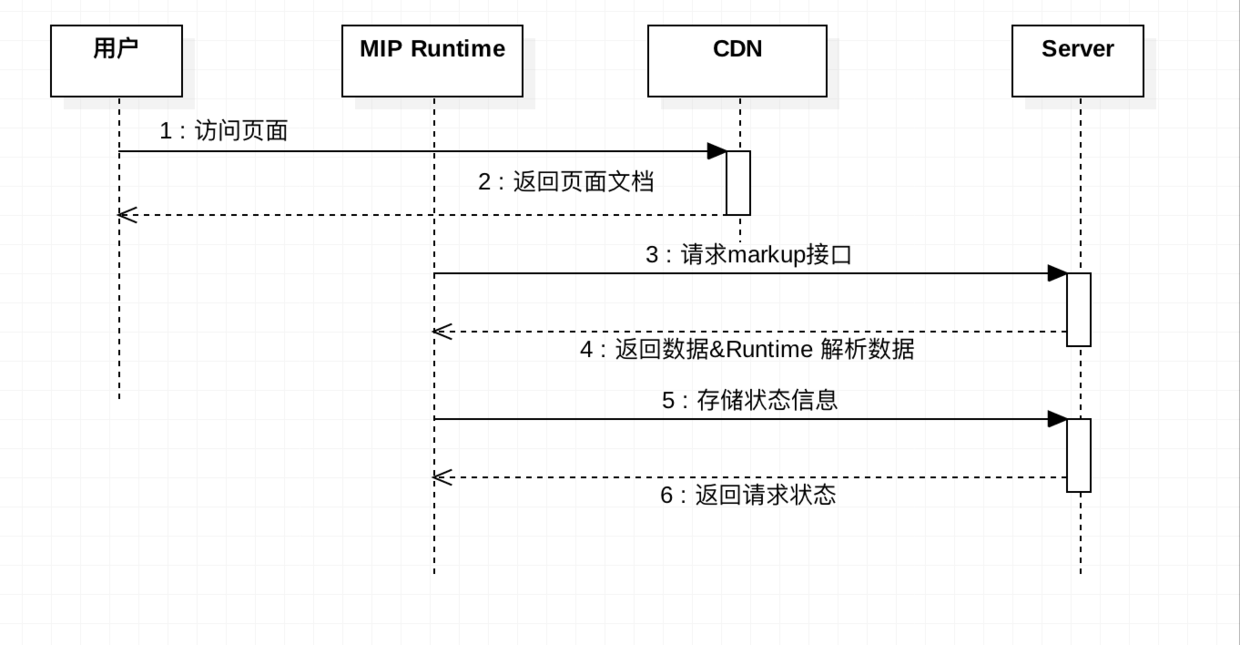 用户
MIP Runtime
CDN
Server
1 : 访问页面
2 : 返回页面文档
3 : 请求markup接口
4 : 返回数据&Runtime 解析数据
5 : 存储状态信息
6 : 返回请求状态